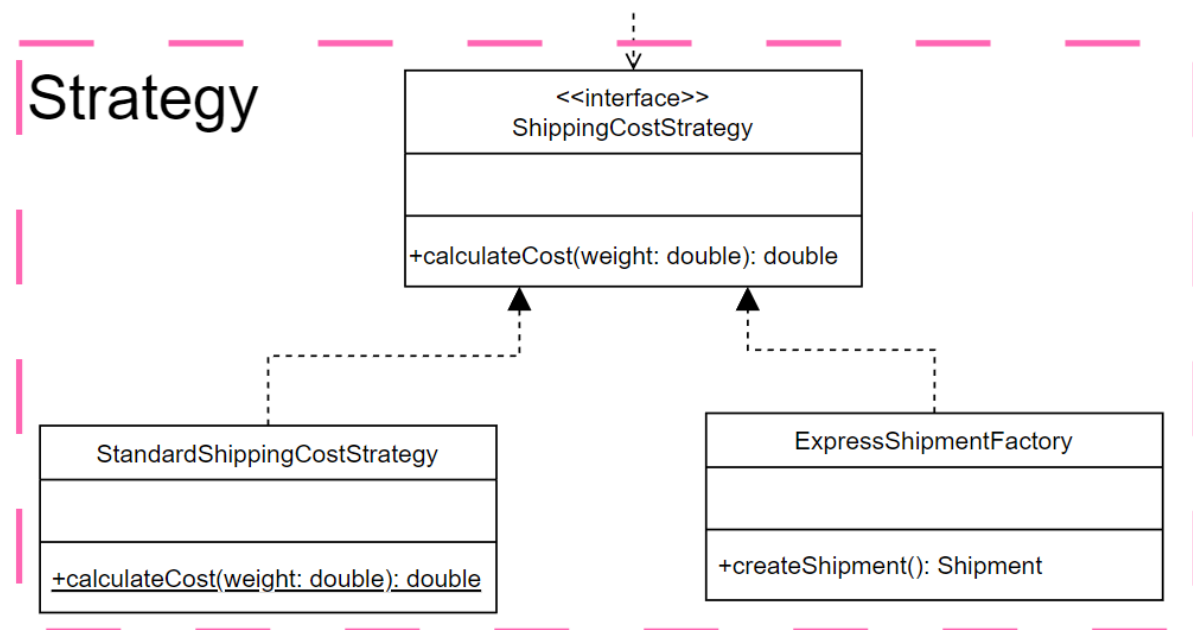 Strategy
<<interface>>
ShippingCostStrategy
+calculateCost(weight: double): double
StandardShippingCostStrategy
+calculateCost(weight: double): double
ExpressShipmentFactory
+createShipment(): Shipment